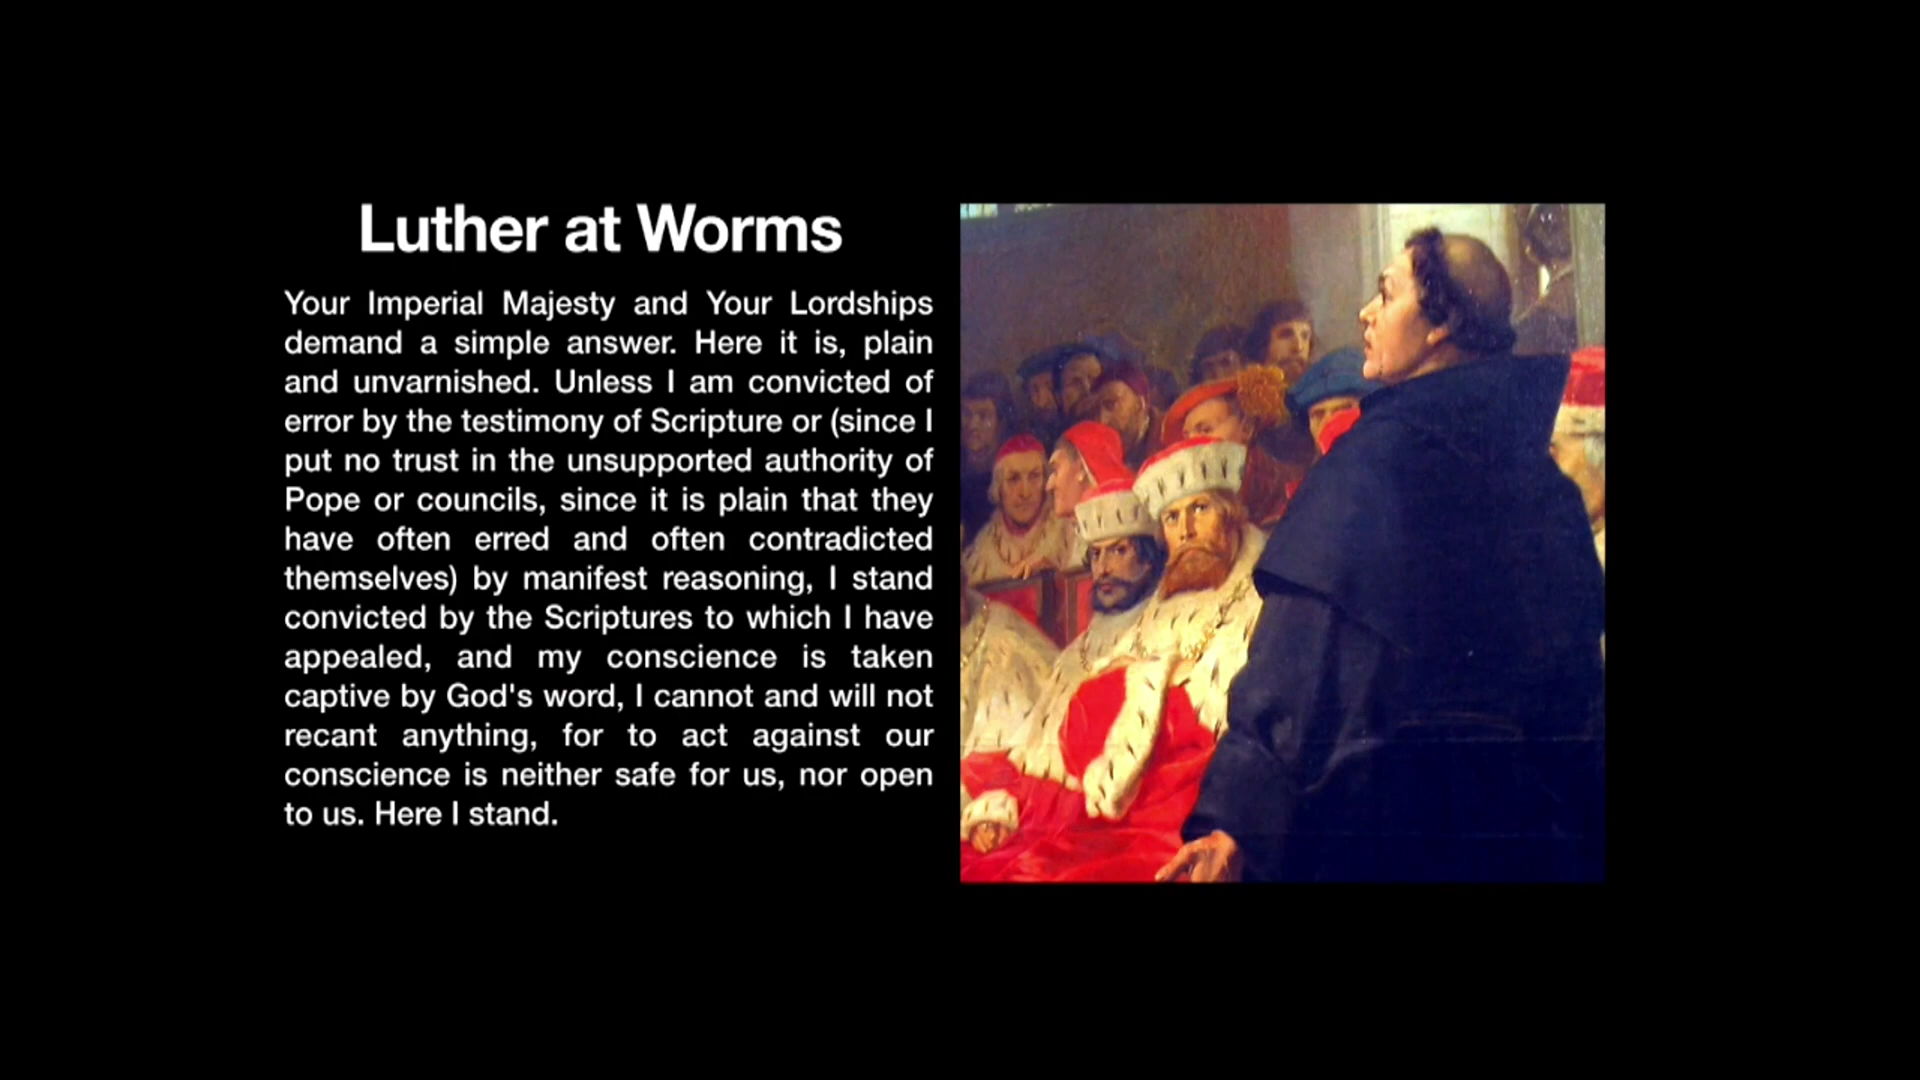 Luther at Worms
Your Imperial Majesty and Your Lordships
demand a simple answer. Here it is, plain
and unvarnished. Unless I am convicted of
error by the testimony of Scripture or (since I
put no trust in the unsupported authority of
Pope or councils, since it is plain that they
have often erred and often contradicted
themselves) by manifest reasoning, I stand
convicted by the Scriptures to which I have
appealed, and my conscience is taken
captive by God's word, I cannot and will not
recant anything, for to act against our
conscience is neither safe for us, nor open
to us. Here I stand.